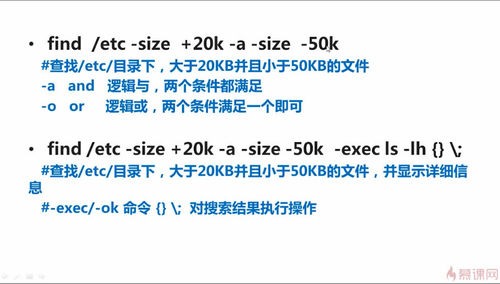 • find /etc -size +20k -a -size -50k
#查找/etc/目录下，大于20KB并且小于50KB的文件
-a and 逻辑与，两个条件都满足
-o or 逻辑或，两个条件满足一个即可
• find /etc -size +20k -a -size -50k -exec ls -lh {} \;
#查找/etc/目录下，大于20KB并且小于50KB的文件，并显示详细信
息
#-exec/-ok 命令 {} \; 对搜索结果执行操作
慕课网